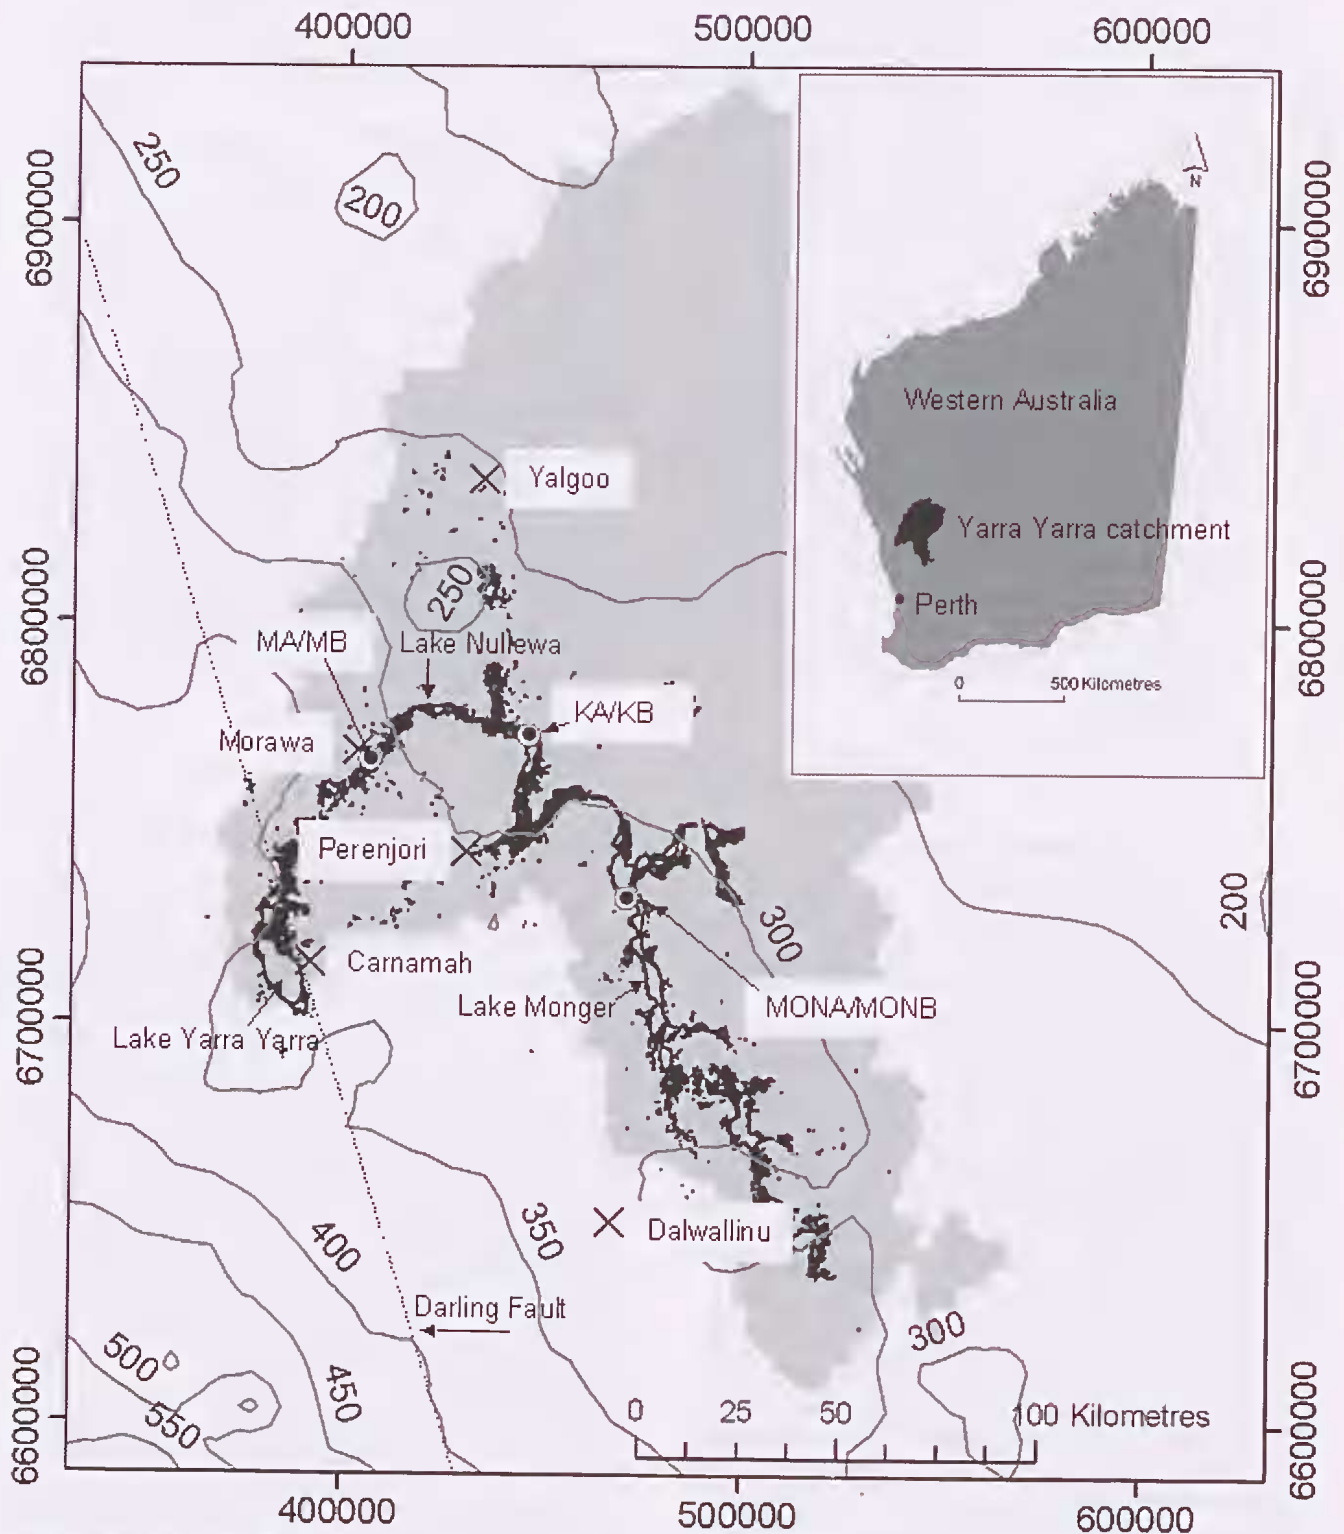 400000
500000
600000
250
200
6900000
6900000
N
Western Australia
Yalgoo
Yarra Yarra catchment
250
Perth
6800000
6800000
MA/MB
Lake Nullewa
0
500 Kilometres
KA/KB
Morawa
Perenjori
200
300
Carnamah
Lake Monger
MONA/MONB
6700000
6700000
Lake Yarra Yarra
350
400
Dalwallinu
Darling Fault
300
500
450
550
0
25
50
100 Kilometres
6600000
6600000
400000
500000
600000